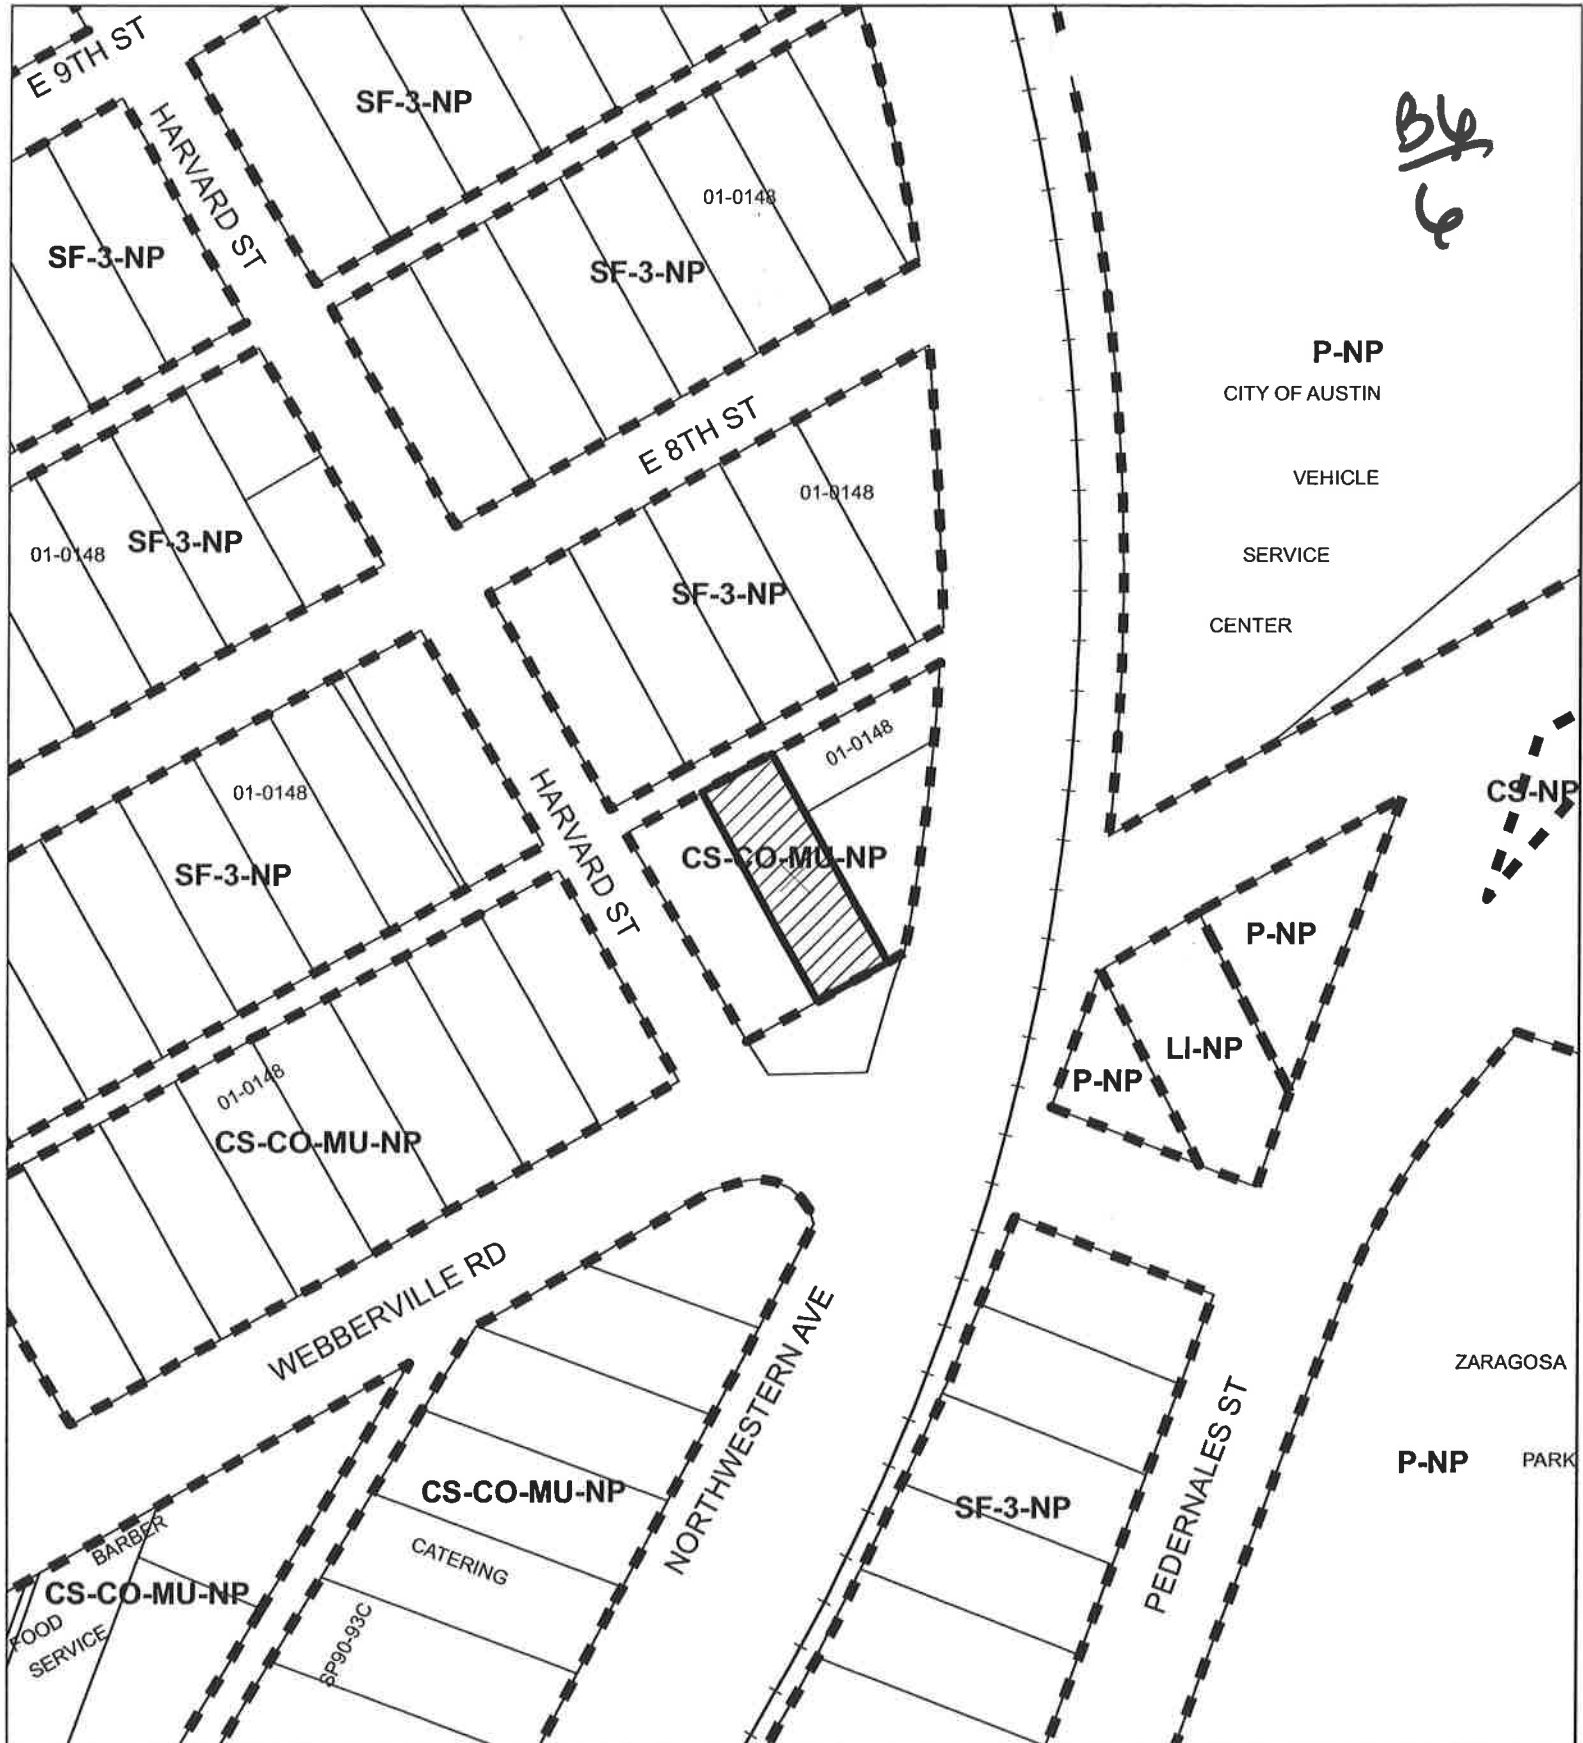 E 9TH ST
SF-3-NP
B6
6
HARVARD ST
01-0148
SF-3-NP
SF-3-NP
P-NP
CITY OF AUSTIN
E 8TH ST
VEHICLE
01-0148
SF-3-NP
01-0148
SERVICE
SF-3-NP
CENTER
01-0148
01-0148
HARVARD ST
CS-NP
CS-CO-MU-NP
SF-3-NP
P-NP
LI-NP
P-NP
01-0148
CS-CO-MU-NP
WEBBERVILLE RD
NORTHWESTERN AVE
ZARAGOSA
PARK
P-NP
PEDERNALES ST
CS-CO-MU-NP
SF-3-NP
BARBER
CATERING
CS-CO-MU-NP
FOOD
SERVICE
SP90-93C